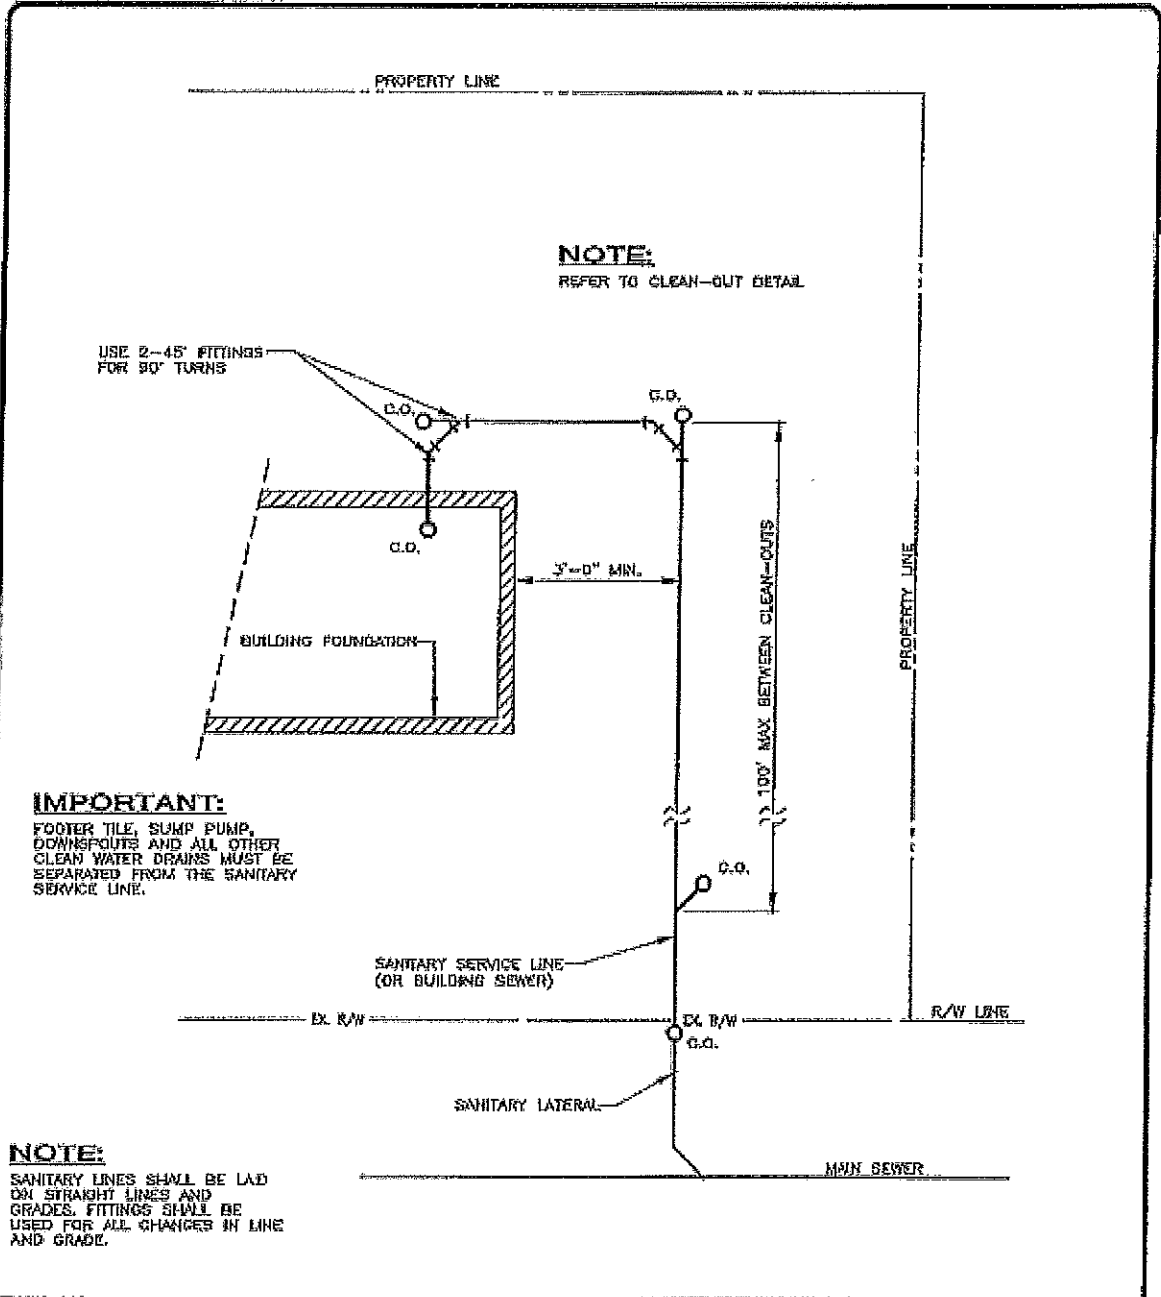 PROPERTY LINE
NOTE:
REFER TO CLEAN-OUT DETAIL
USE 2-45° FITTINGS
FOR 90° TURNS
C.O.
C.O.
C.O.
3'-0" MIN.
BUILDING FOUNDATION
100' MAX BETWEEN CLEAN-OUTS
PROPERTY LINE
IMPORTANT:
FOOTER TILE, SUMP PUMP,
DOWNSPOUTS AND ALL OTHER
CLEAN WATER DRAINS MUST BE
SEPARATED FROM THE SANITARY
SERVICE LINE.
C.O.
SANITARY SERVICE LINE
(OR BUILDING SEWER)
EX. R/W
EX. R/W
R/W LINE
C.O.
SANITARY LATERAL
NOTE:
SANITARY LINES SHALL BE LAID
ON STRAIGHT LINES AND
GRADES. FITTINGS SHALL BE
USED FOR ALL CHANGES IN LINE
AND GRADE.
MAIN SEWER